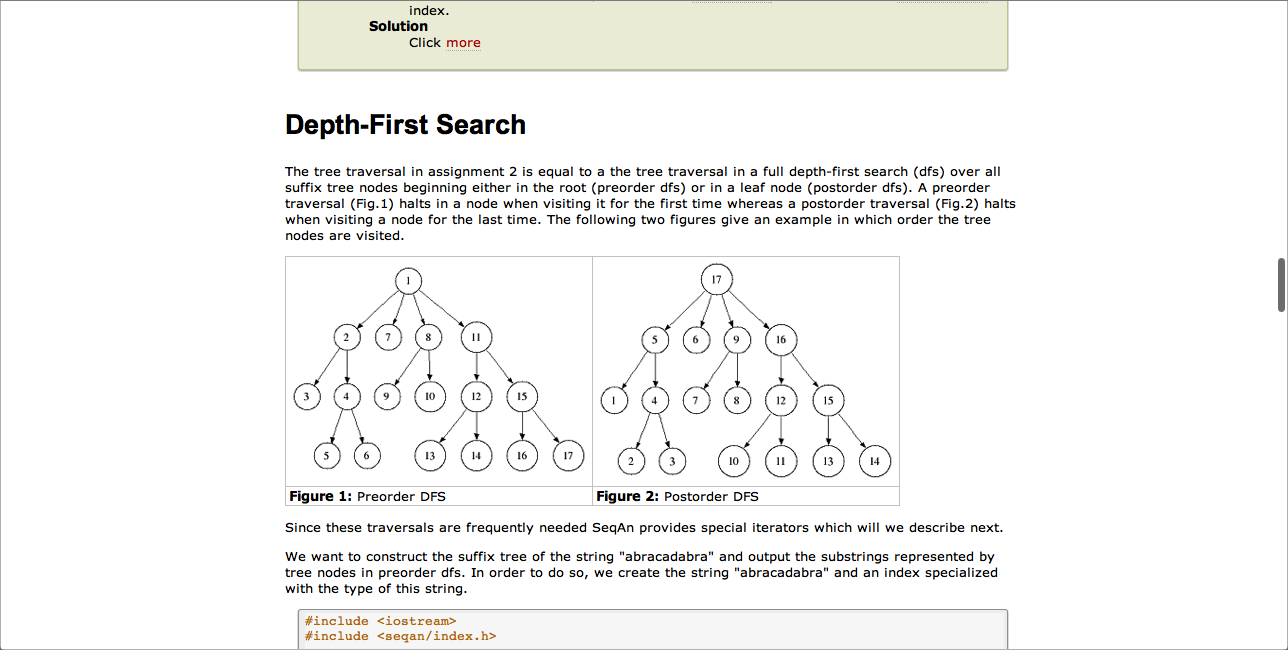 index.
Solution
Click more
Depth-First Search
The tree traversal in assignment 2 is equal to a the tree traversal in a full depth-first search (dfs) over all
suffix tree nodes beginning either in the root (preorder dfs) or in a leaf node (postorder dfs). A preorder
traversal (Fig.1) halts in a node when visiting it for the first time whereas a postorder traversal (Fig.2) halts
when visiting a node for the last time. The following two figures give an example in which order the tree
nodes are visited.
1
2 7 8 11
3 4 9 10 12 15
5 6 13 14 16 17
Figure 1: Preorder DFS
17
5 6 9 16
1 4 7 8 12 15
2 3 10 11 13 14
Figure 2: Postorder DFS
Since these traversals are frequently needed SeqAn provides special iterators which will we describe next.
We want to construct the suffix tree of the string "abracadabra" and output the substrings represented by
tree nodes in preorder dfs. In order to do so, we create the string "abracadabra" and an index specialized
with the type of this string.
#include <iostream>
#include <seqan/index.h>